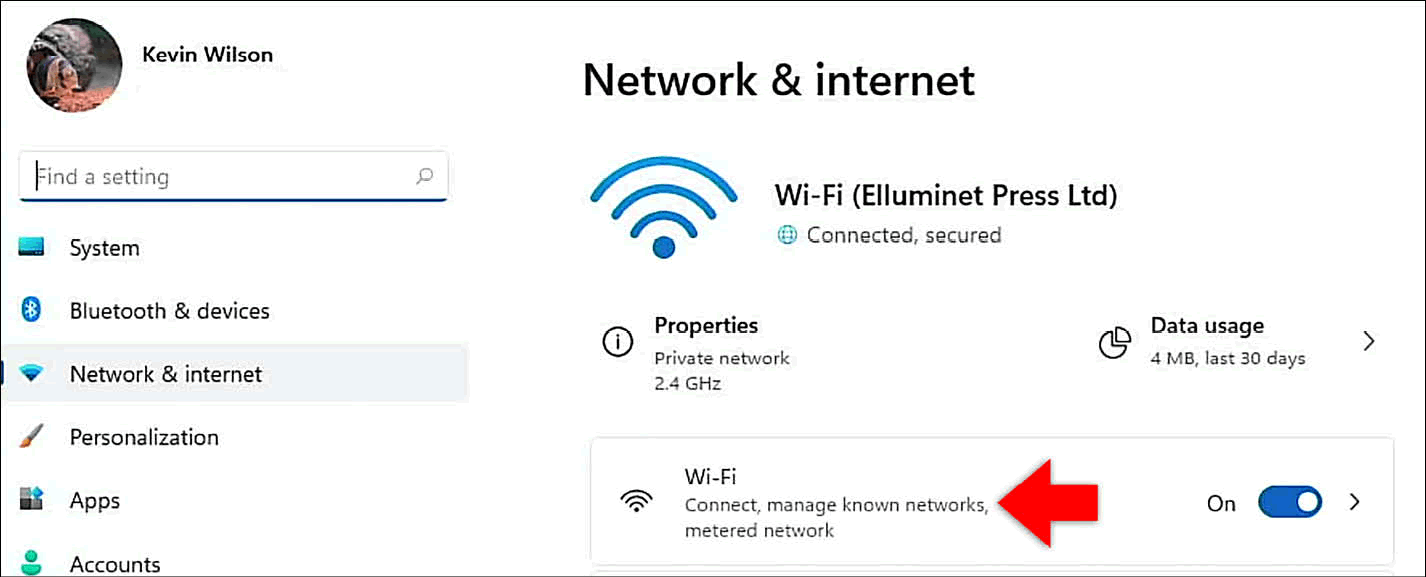 Kevin Wilson
Find a setting
System
Bluetooth & devices
Network & internet
Personalization
Apps
Accounts
Network & internet
Wi-Fi (Elluminet Press Ltd)
Connected, secured
Properties
Private network
2.4 GHz
Data usage
4 MB, last 30 days
Wi-Fi
Connect, manage known networks,
metered network
On